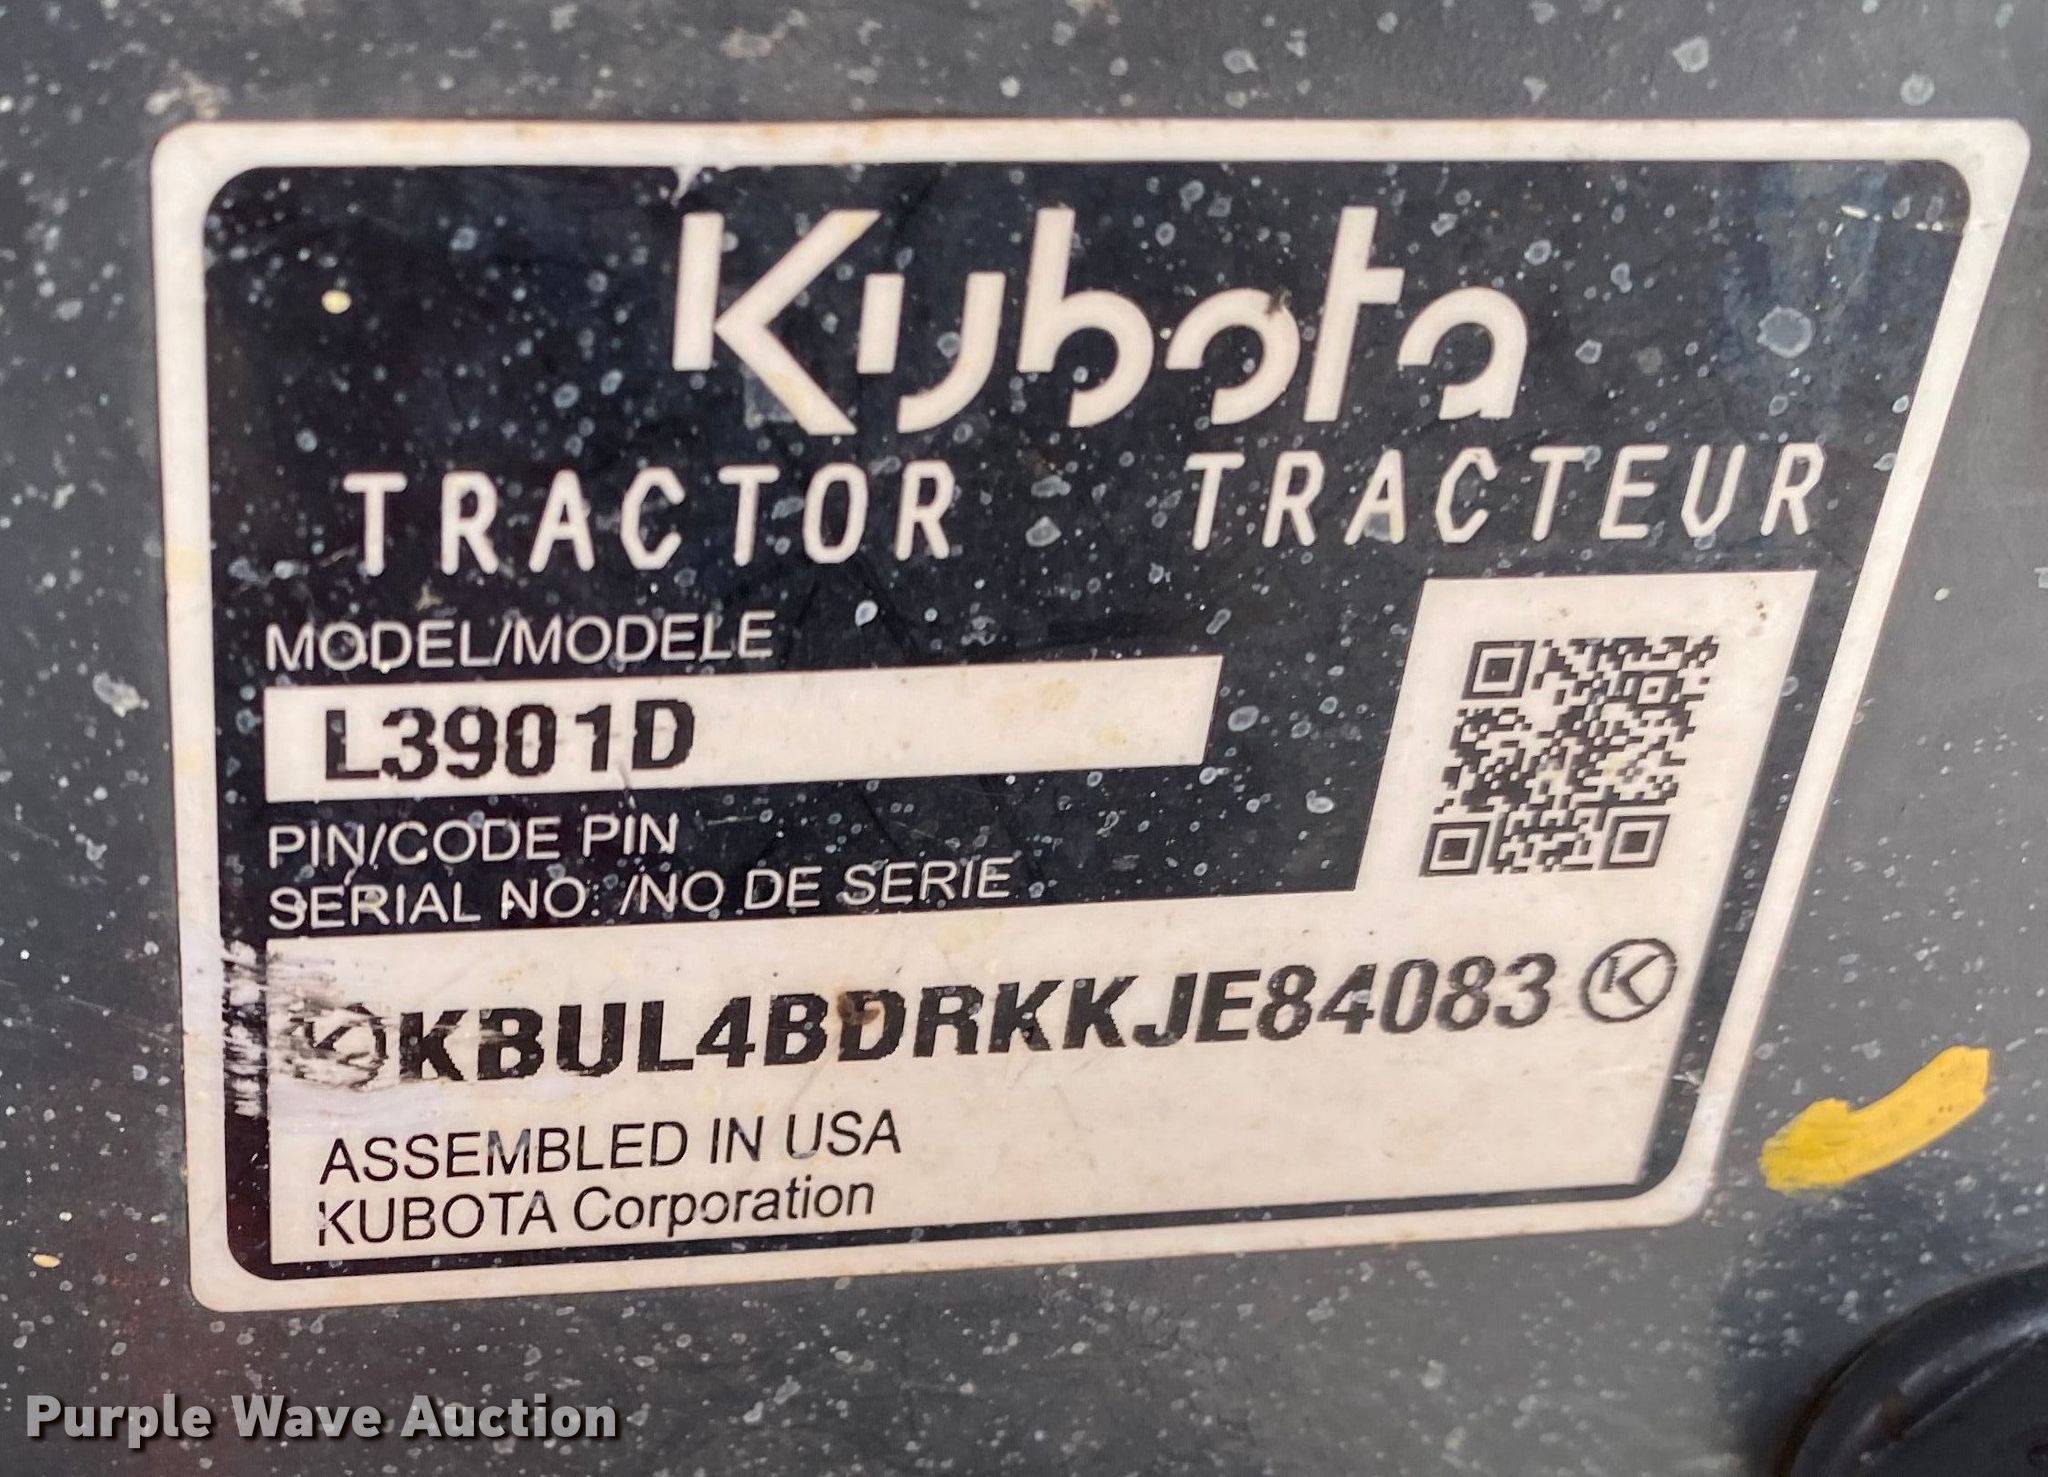 Kubota
TRACTOR TRACTEUR
MODEL/MODELE
L3901D
PIN/CODE PIN
SERIAL NO. /NO DE SERIE
KBUL4BDRKKJE84083 K
ASSEMBLED IN USA
KUBOTA Corporation
Purple Wave Auction